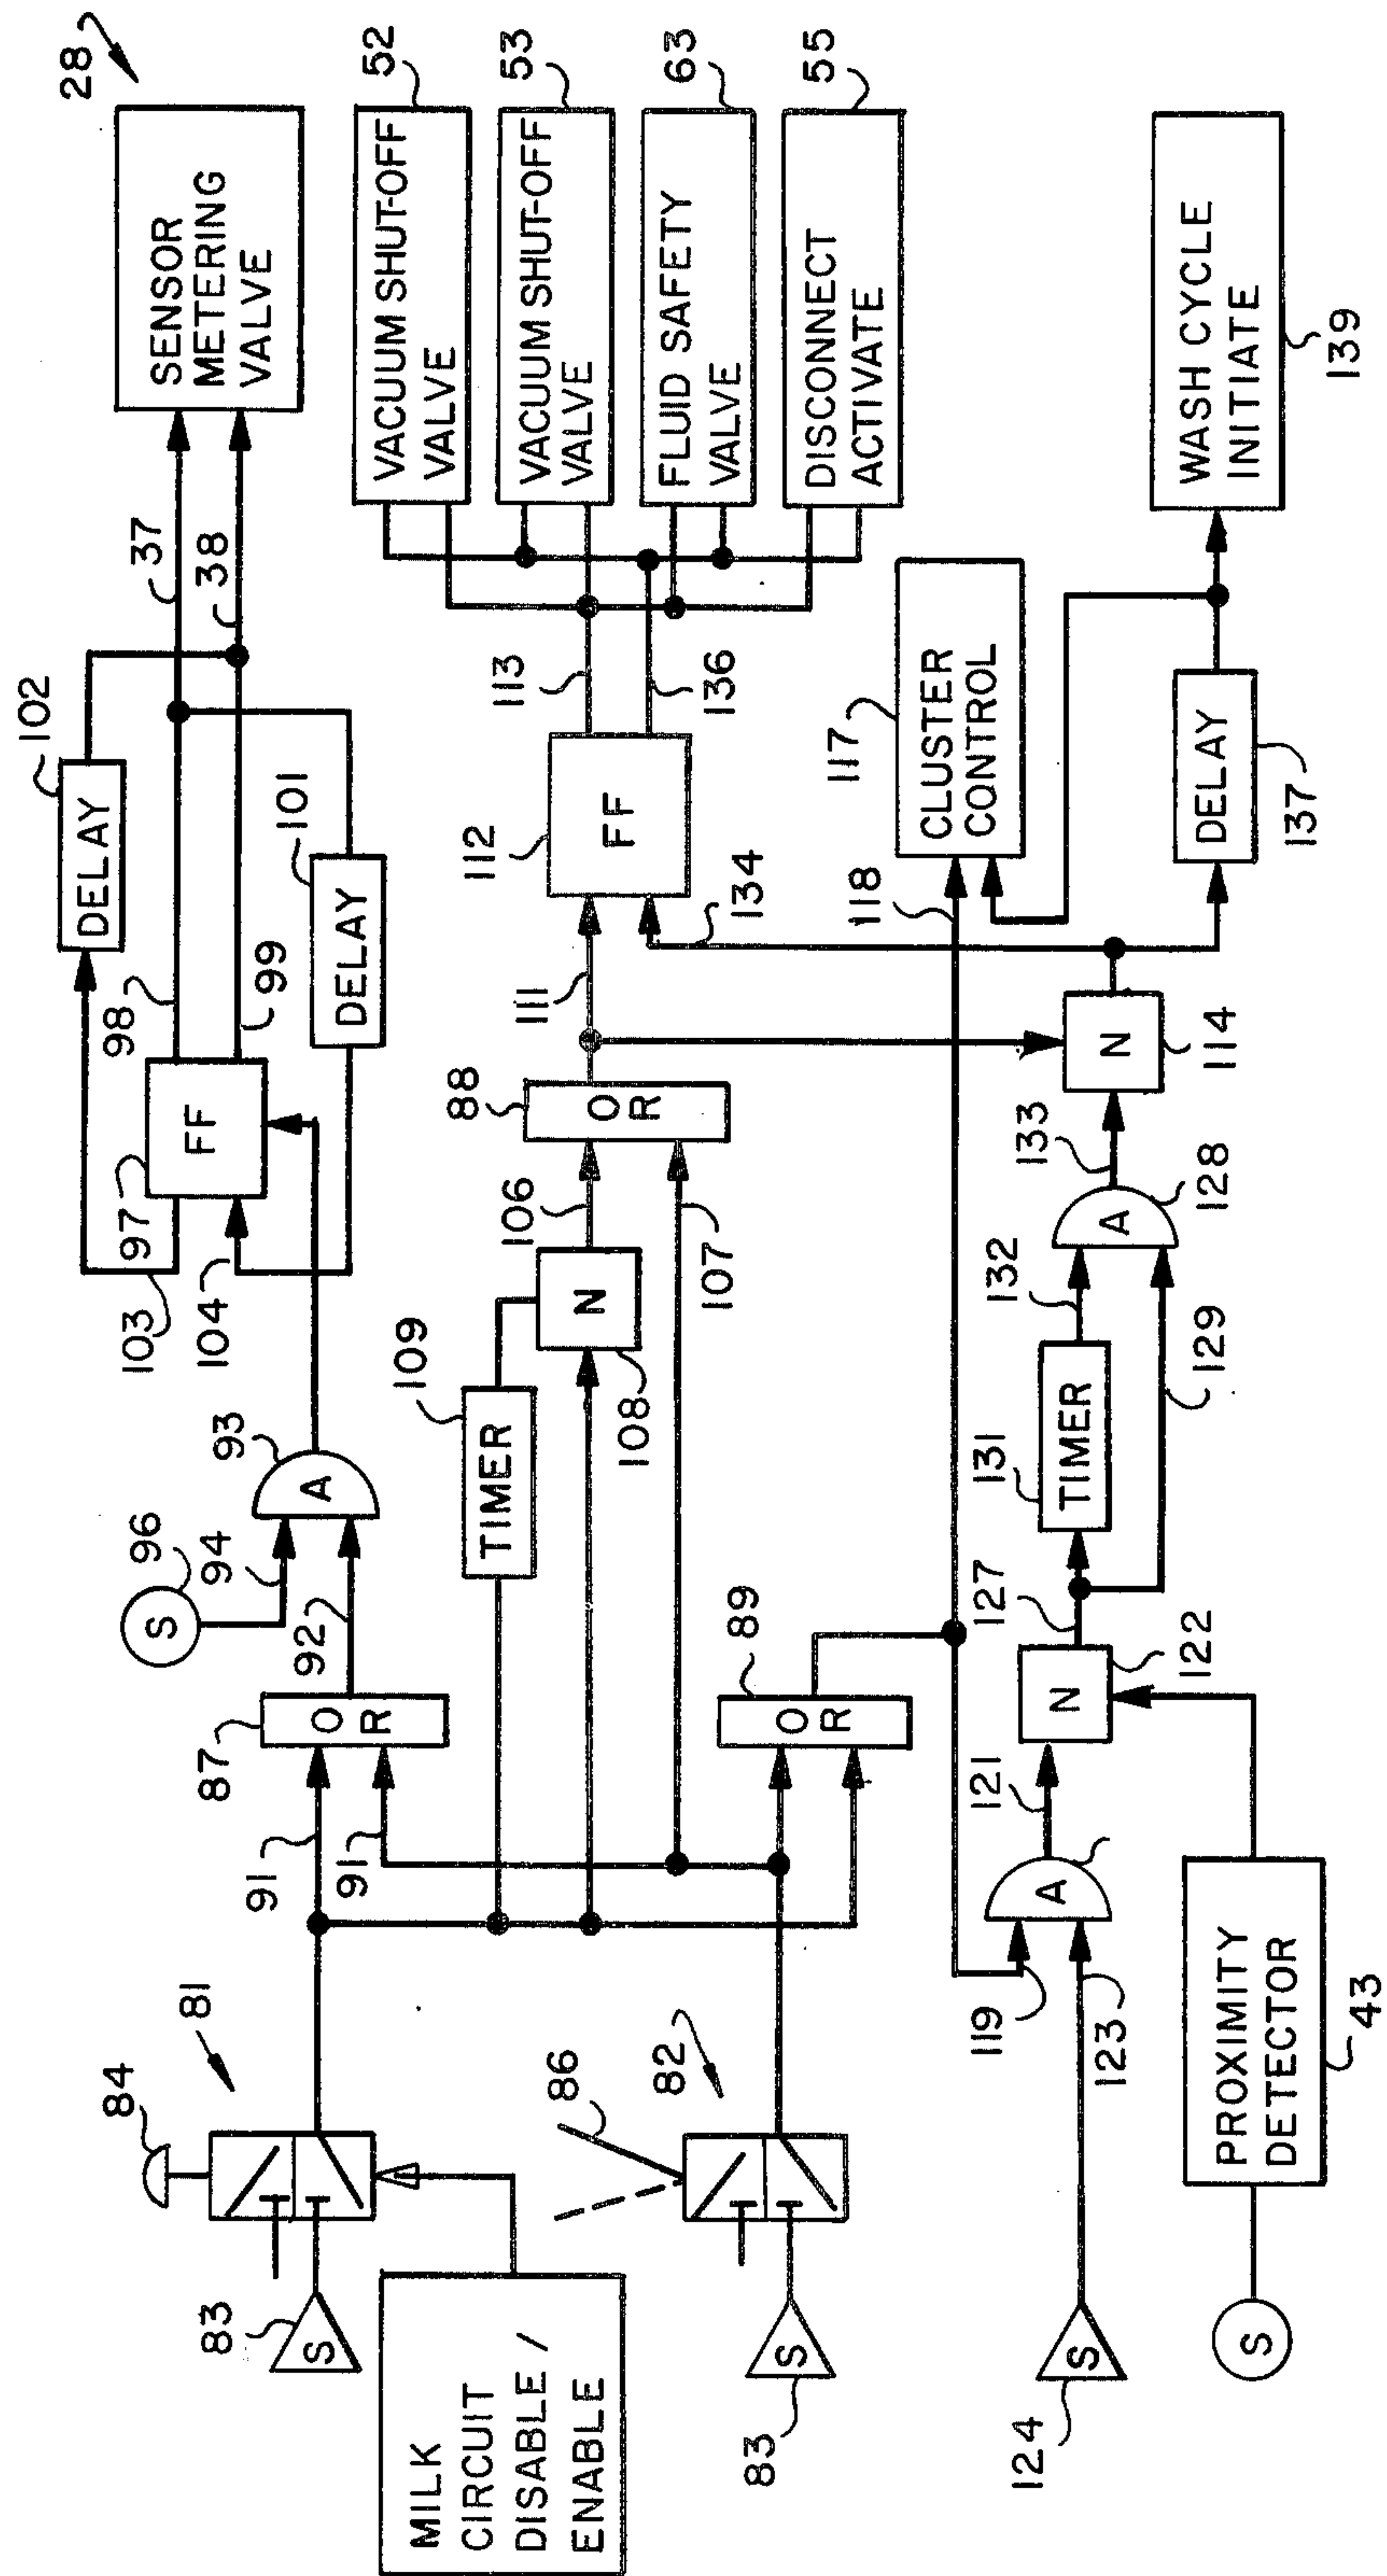 28
SENSOR
METERING
VALVE
37
38
102
DELAY
98
99
101
DELAY
97
FF
103
104
93
A
96
S
94
92
87
OR
91
91
81
84
83
S
MILK
CIRCUIT
DISABLE /
ENABLE
52
VACUUM SHUT-OFF
VALVE
53
VACUUM SHUT-OFF
VALVE
63
FLUID SAFETY
VALVE
55
DISCONNECT
ACTIVATE
113
136
112
FF
134
111
88
OR
106
107
N
108
109
TIMER
89
OR
86
82
83
S
117
CLUSTER
CONTROL
118
WASH CYCLE
INITIATE
139
DELAY
137
N
114
133
A
128
132
129
131
TIMER
127
N
122
121
A
119
123
124
S
PROXIMITY
DETECTOR
43
S